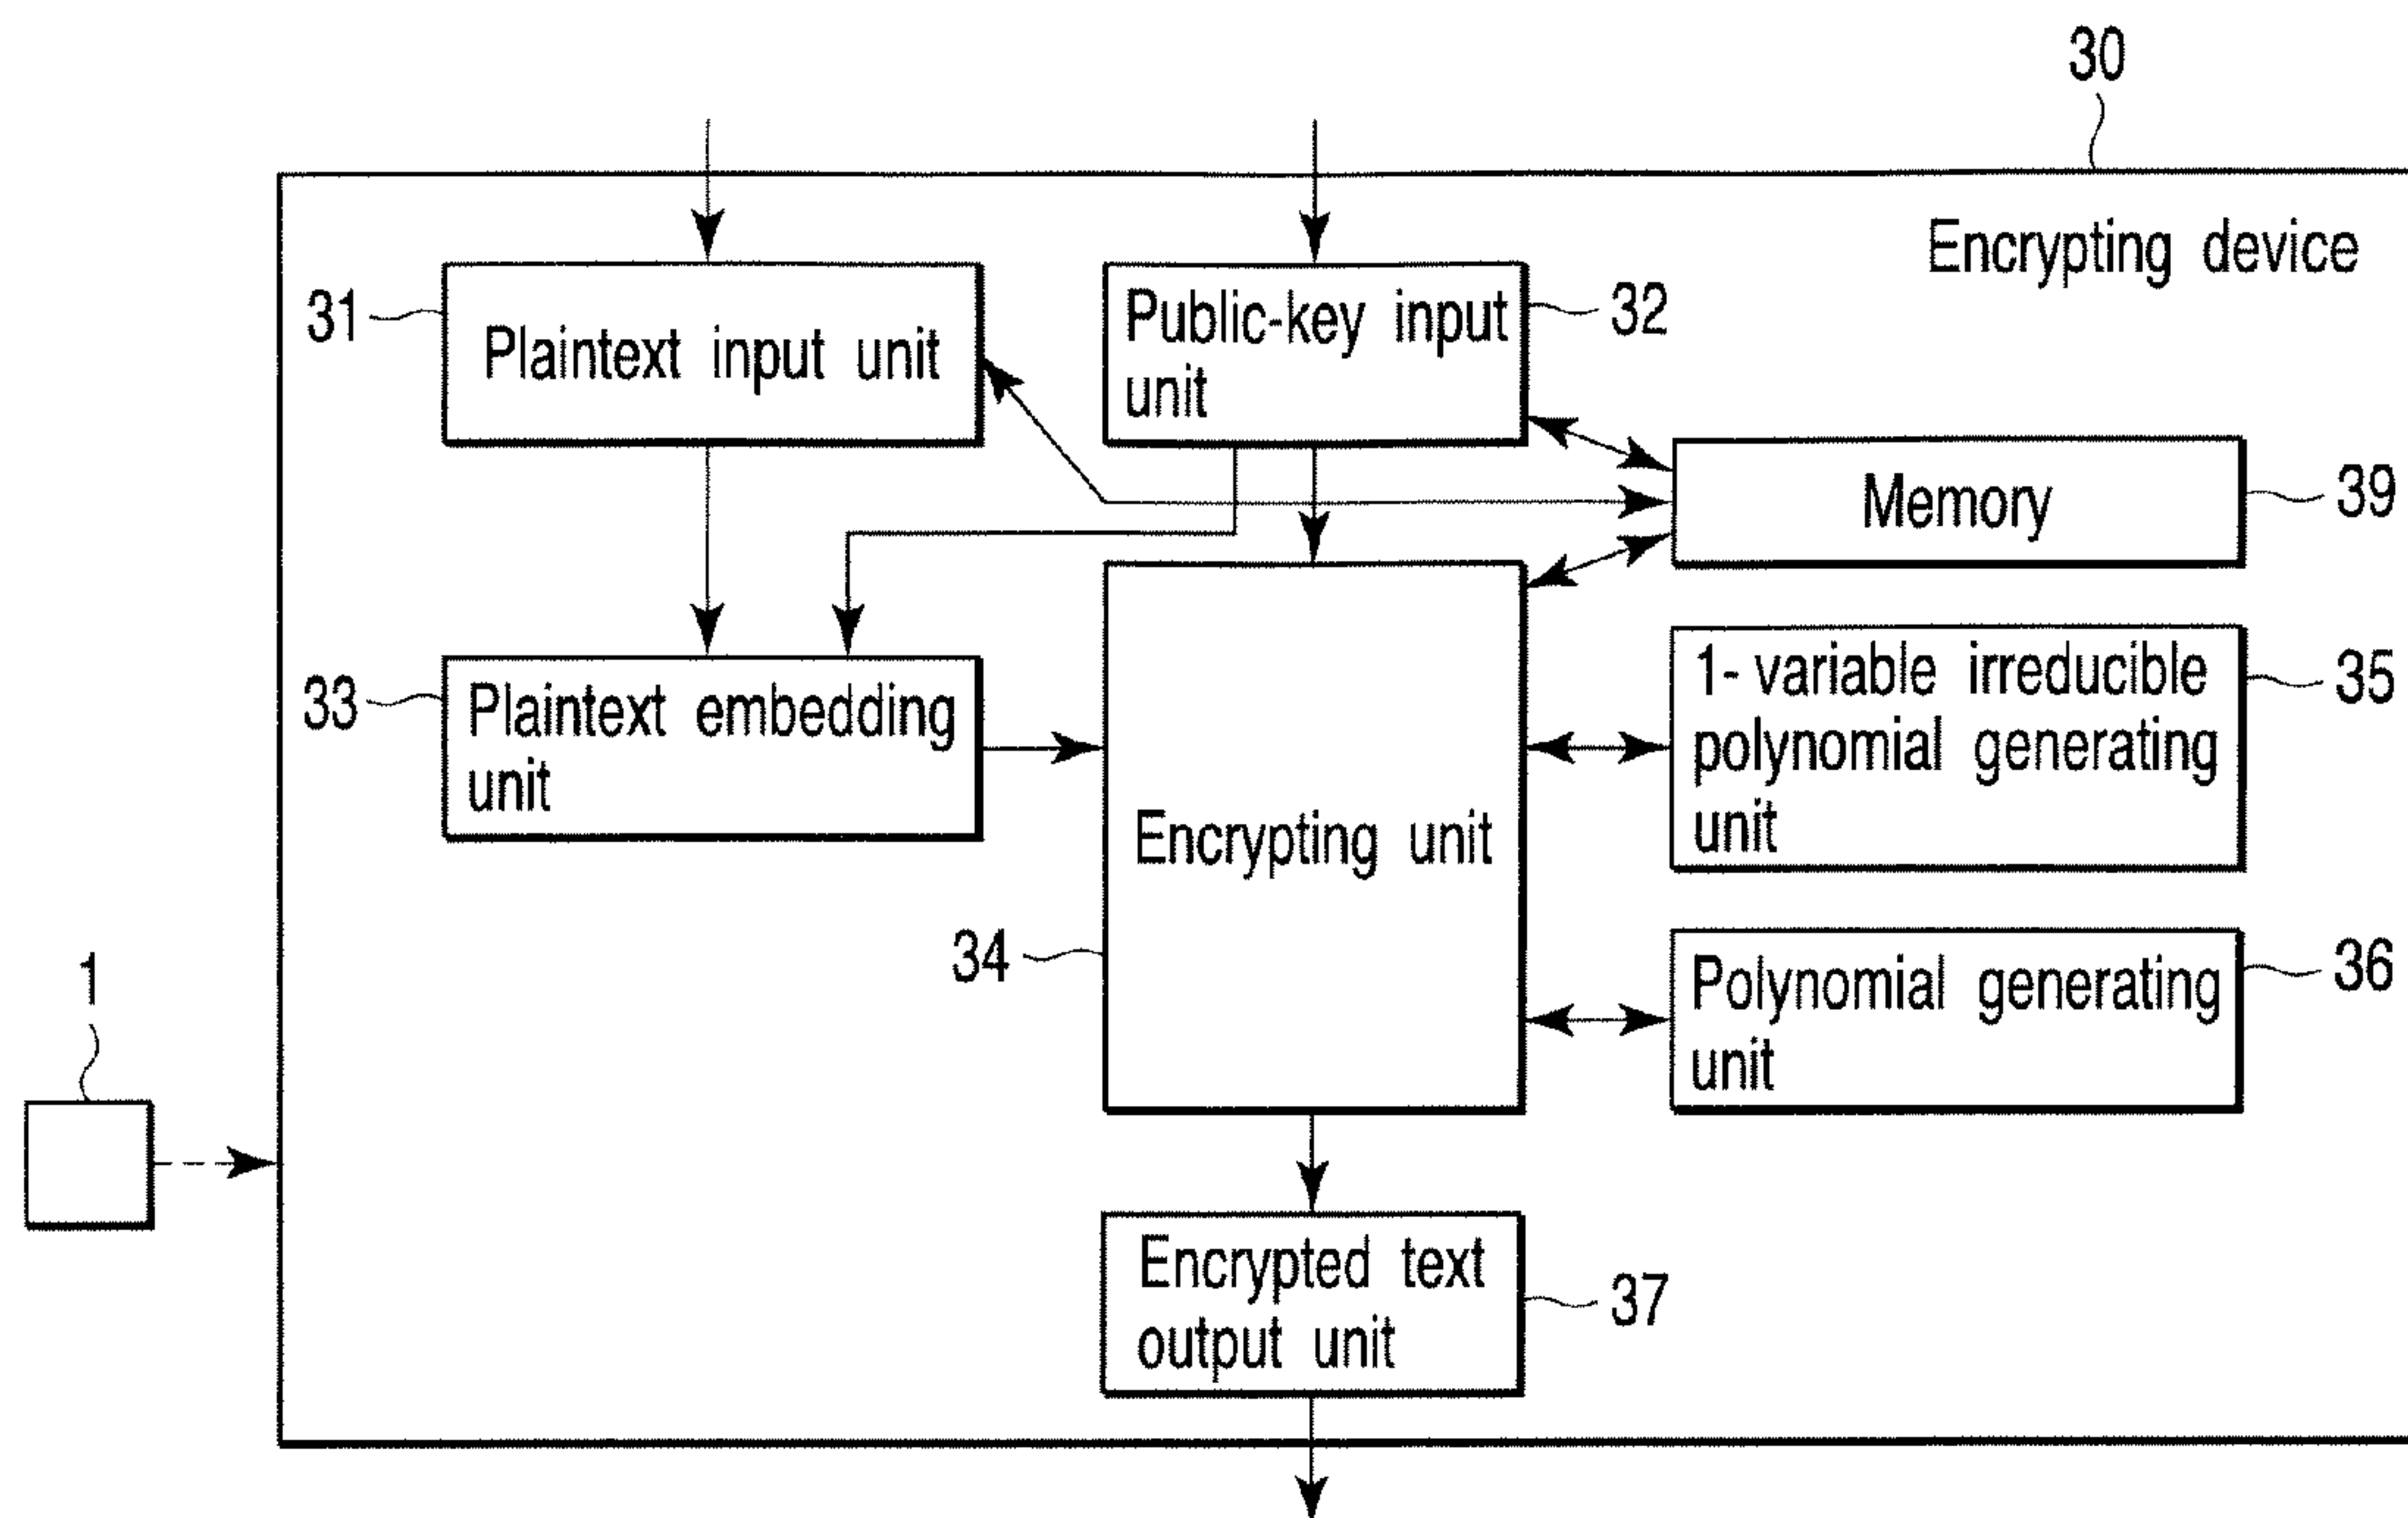 30
Encrypting device
31
Plaintext input unit
Public-key input
unit
32
Memory
39
33
Plaintext embedding
unit
Encrypting unit
34
1- variable irreducible
polynomial generating
unit
35
Polynomial generating
unit
36
1
Encrypted text
output unit
37